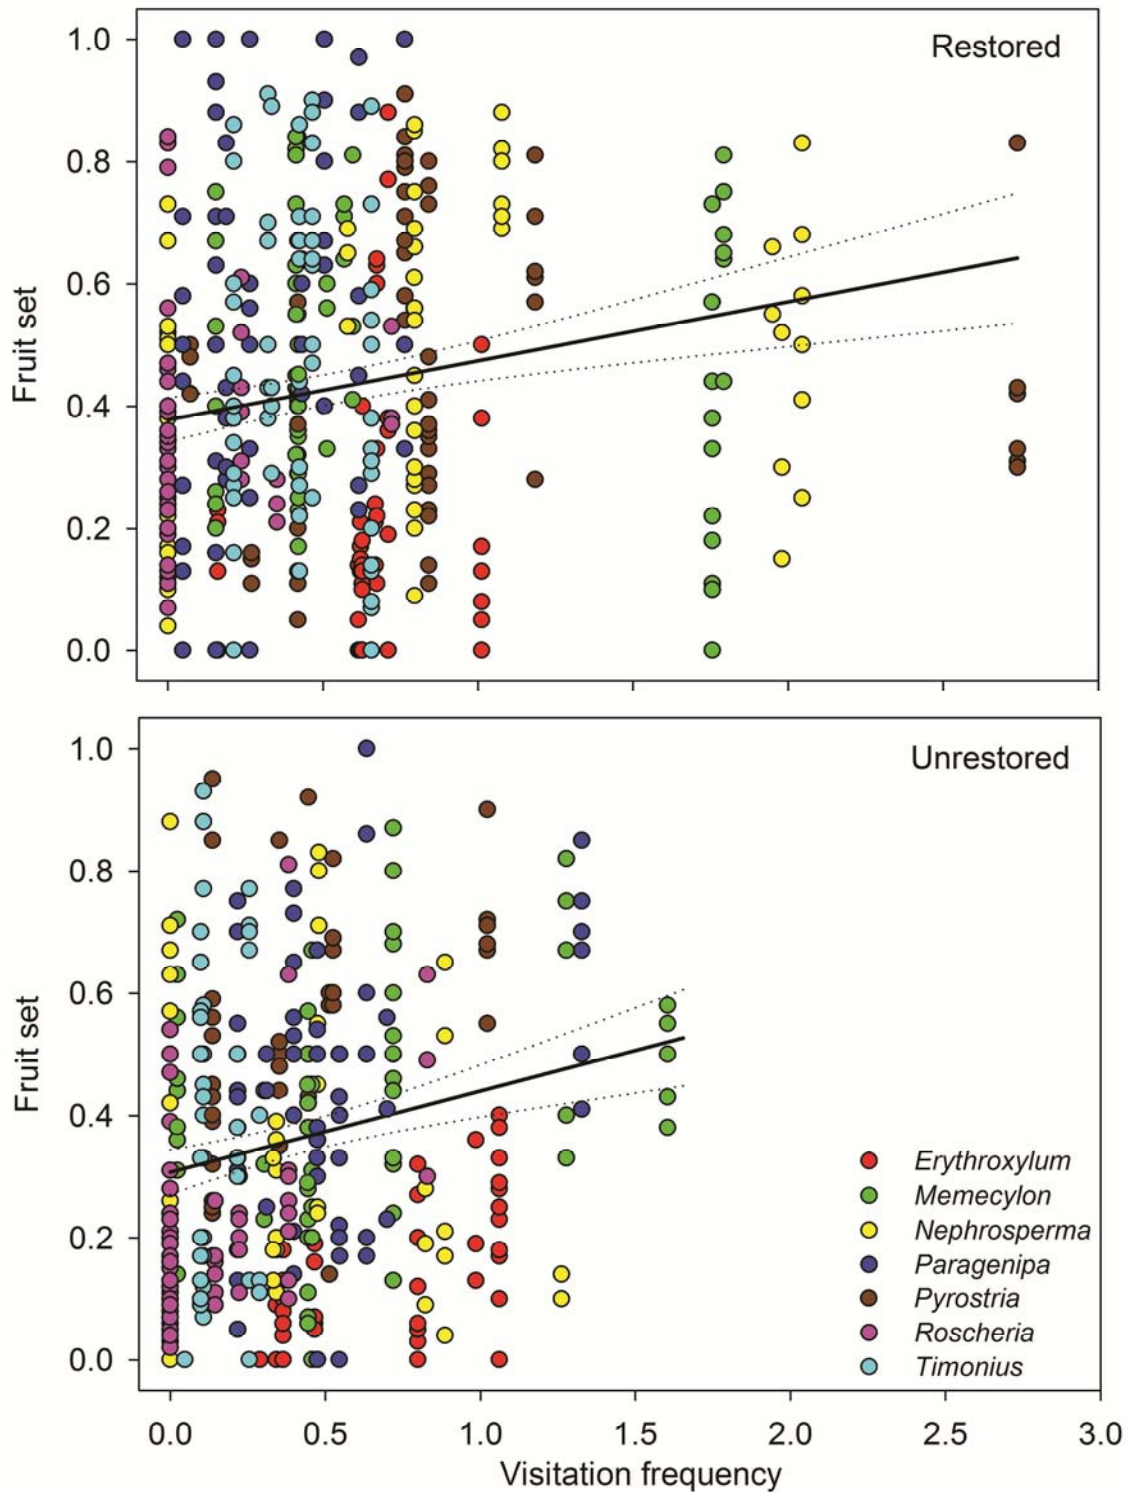 Restored
1.0
0.8
0.6
0.4
0.2
0.0
Fruit set
Unrestored
1.0
0.8
0.6
0.4
0.2
0.0
Fruit set
Erythroxylum
Memecylon
Nephrosperma
Paragenipa
Pyrostria
Roscheria
Timonius
0.0 0.5 1.0 1.5 2.0 2.5 3.0
Visitation frequency